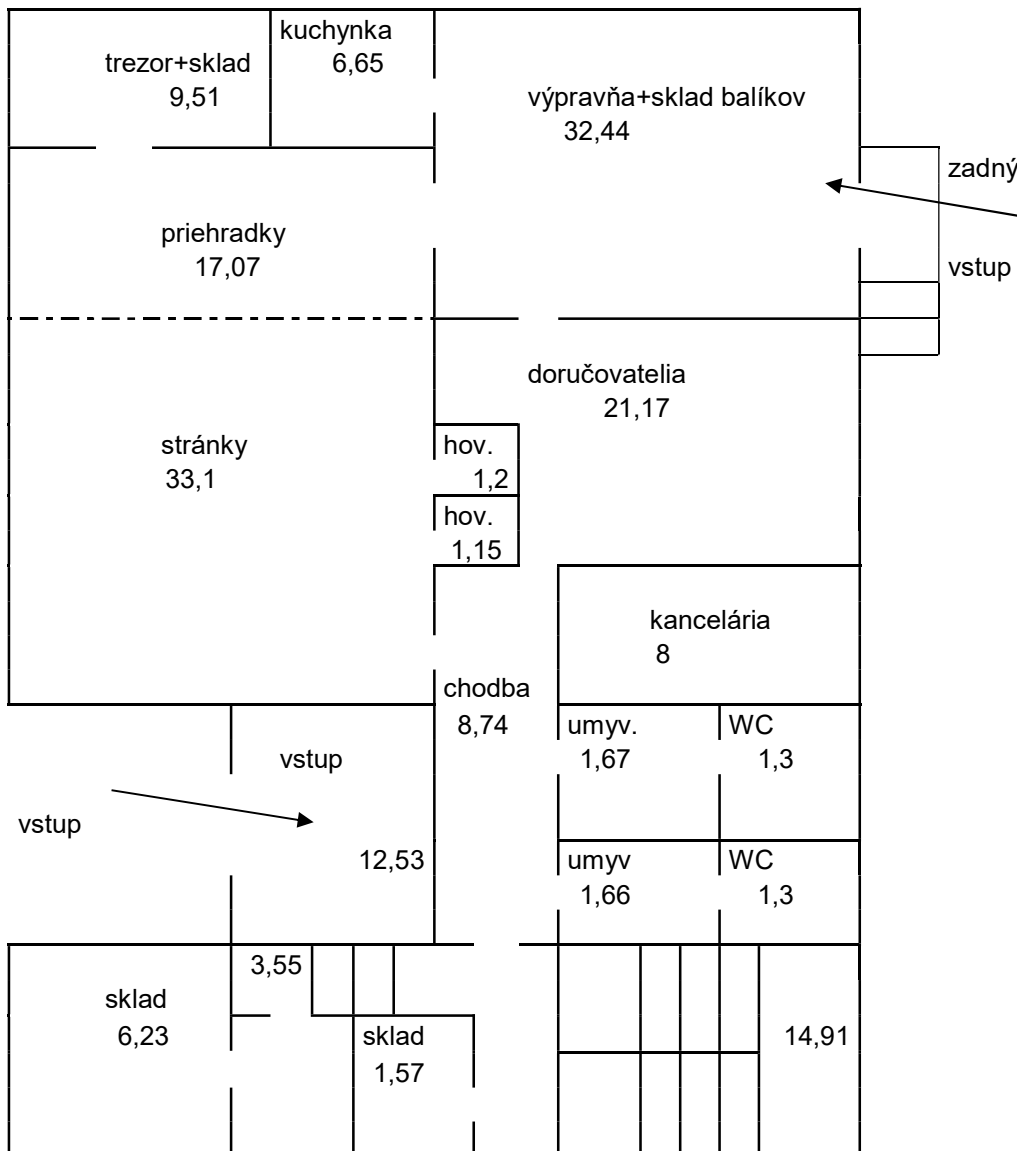 kuchynka
6,65
trezor+sklad
9,51
výpravňa+sklad balíkov
32,44
zadný
vstup
priehradky
17,07
doručovatelia
21,17
stránky
33,1
hov.
1,2
hov.
1,15
kancelária
8
chodba
8,74
umyv.
1,67
WC
1,3
vstup
vstup
12,53
umyv
1,66
WC
1,3
3,55
sklad
6,23
sklad
1,57
14,91